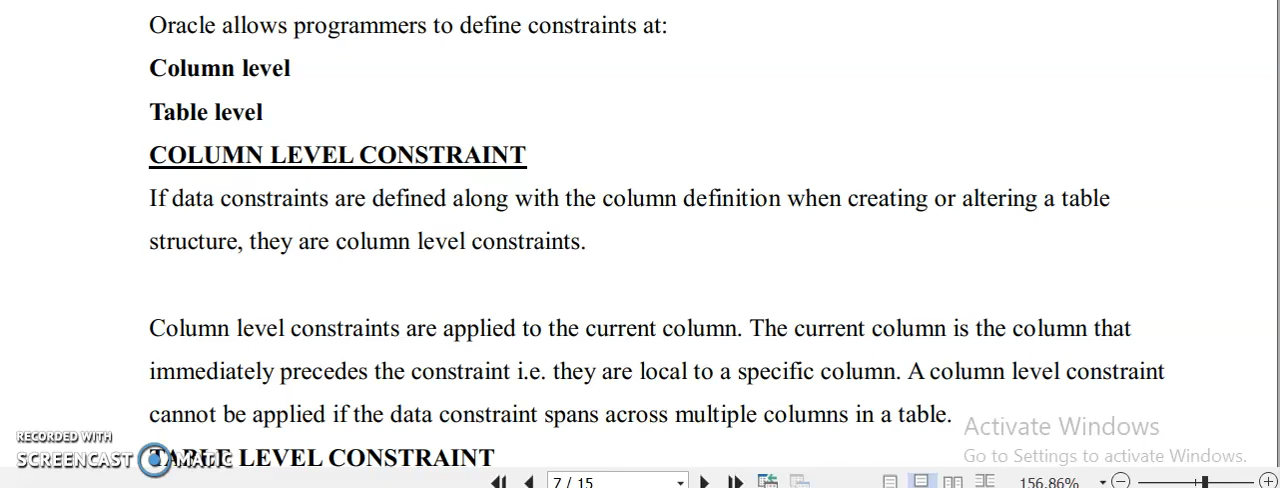 Oracle allows programmers to define constraints at:
Column level
Table level
COLUMN LEVEL CONSTRAINT
If data constraints are defined along with the column definition when creating or altering a table
structure, they are column level constraints.
Column level constraints are applied to the current column. The current column is the column that
immediately precedes the constraint i.e. they are local to a specific column. A column level constraint
cannot be applied if the data constraint spans across multiple columns in a table.
Activate Windows
RECORDED WITH
SCREENCAST MATIC
TABLE LEVEL CONSTRAINT
Go to Settings to activate Windows.
7 / 15
156.86%